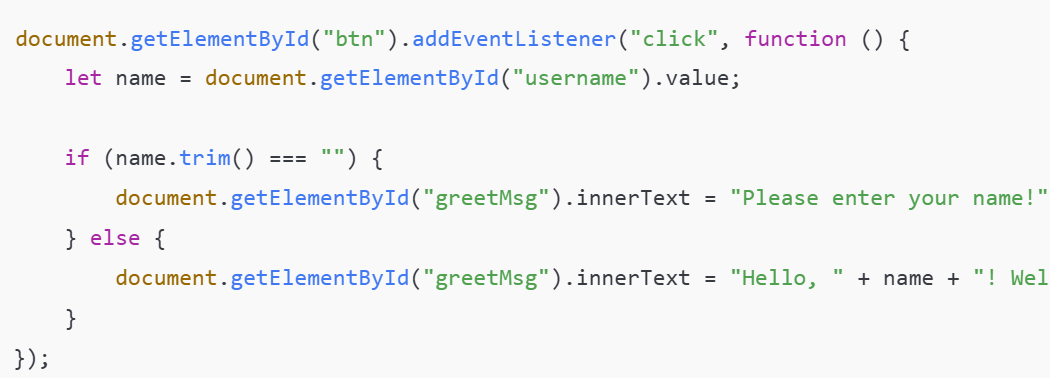 document.getElementById("btn").addEventListener("click", function () {
    let name = document.getElementById("username").value;

    if (name.trim() === "") {
        document.getElementById("greetMsg").innerText = "Please enter your name!"
    } else {
        document.getElementById("greetMsg").innerText = "Hello, " + name + "! Wel
    }
});